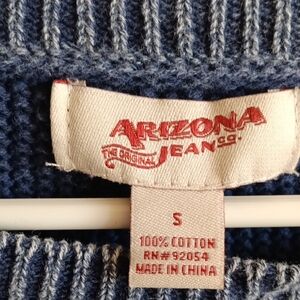 ARIZONA
THE ORIGINAL JEAN CO.
S
100% COTTON
RN# 92054
MADE IN CHINA